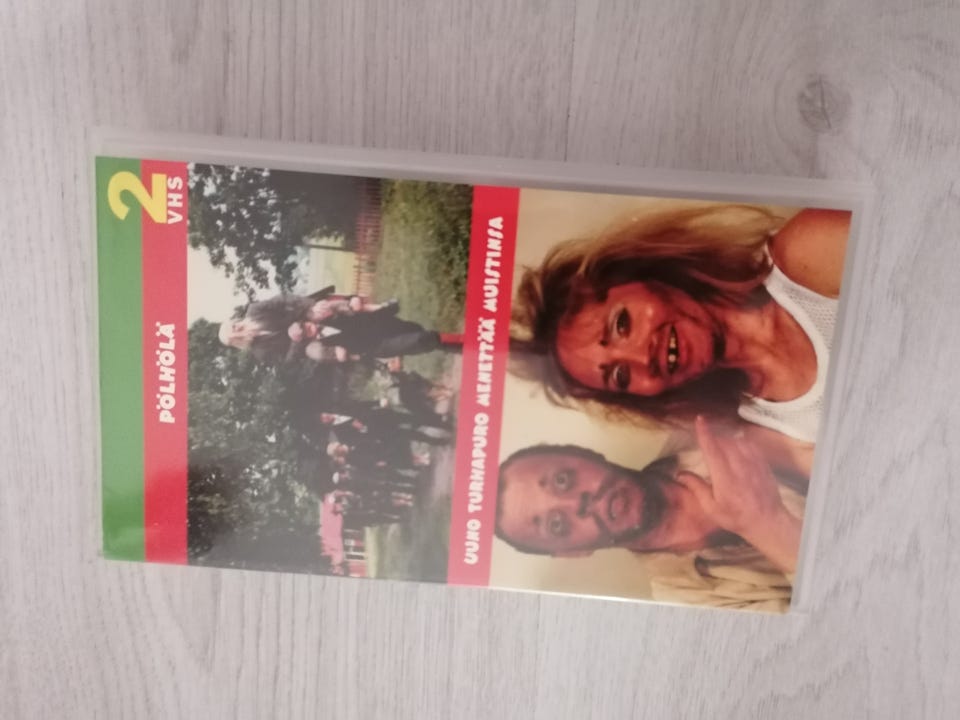 2
VHS
PÖLHÖLÄ
UUNO TURHAPURO MENETTÄÄ MUISTINSA